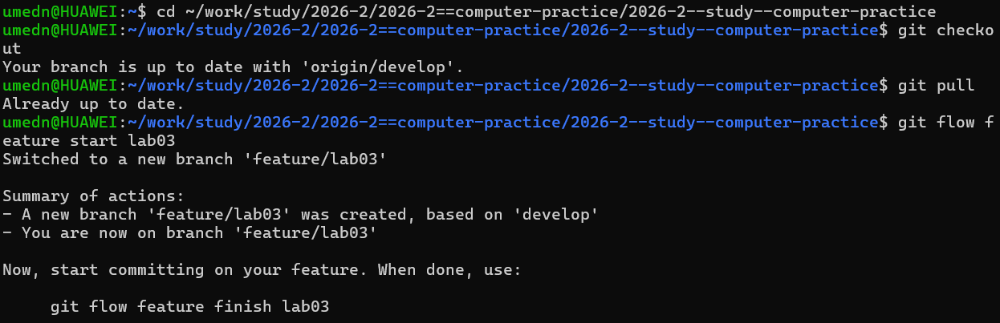 umedn@HUAWEI:~$ cd ~/work/study/2026-2/2026-2==computer-practice/2026-2--study--computer-practice
umedn@HUAWEI:~/work/study/2026-2/2026-2==computer-practice/2026-2--study--computer-practice$ git checko
ut
Your branch is up to date with 'origin/develop'.
umedn@HUAWEI:~/work/study/2026-2/2026-2==computer-practice/2026-2--study--computer-practice$ git pull
Already up to date.
umedn@HUAWEI:~/work/study/2026-2/2026-2==computer-practice/2026-2--study--computer-practice$ git flow f
eature start lab03
Switched to a new branch 'feature/lab03'
Summary of actions:
- A new branch 'feature/lab03' was created, based on 'develop'
- You are now on branch 'feature/lab03'
Now, start committing on your feature. When done, use:
git flow feature finish lab03